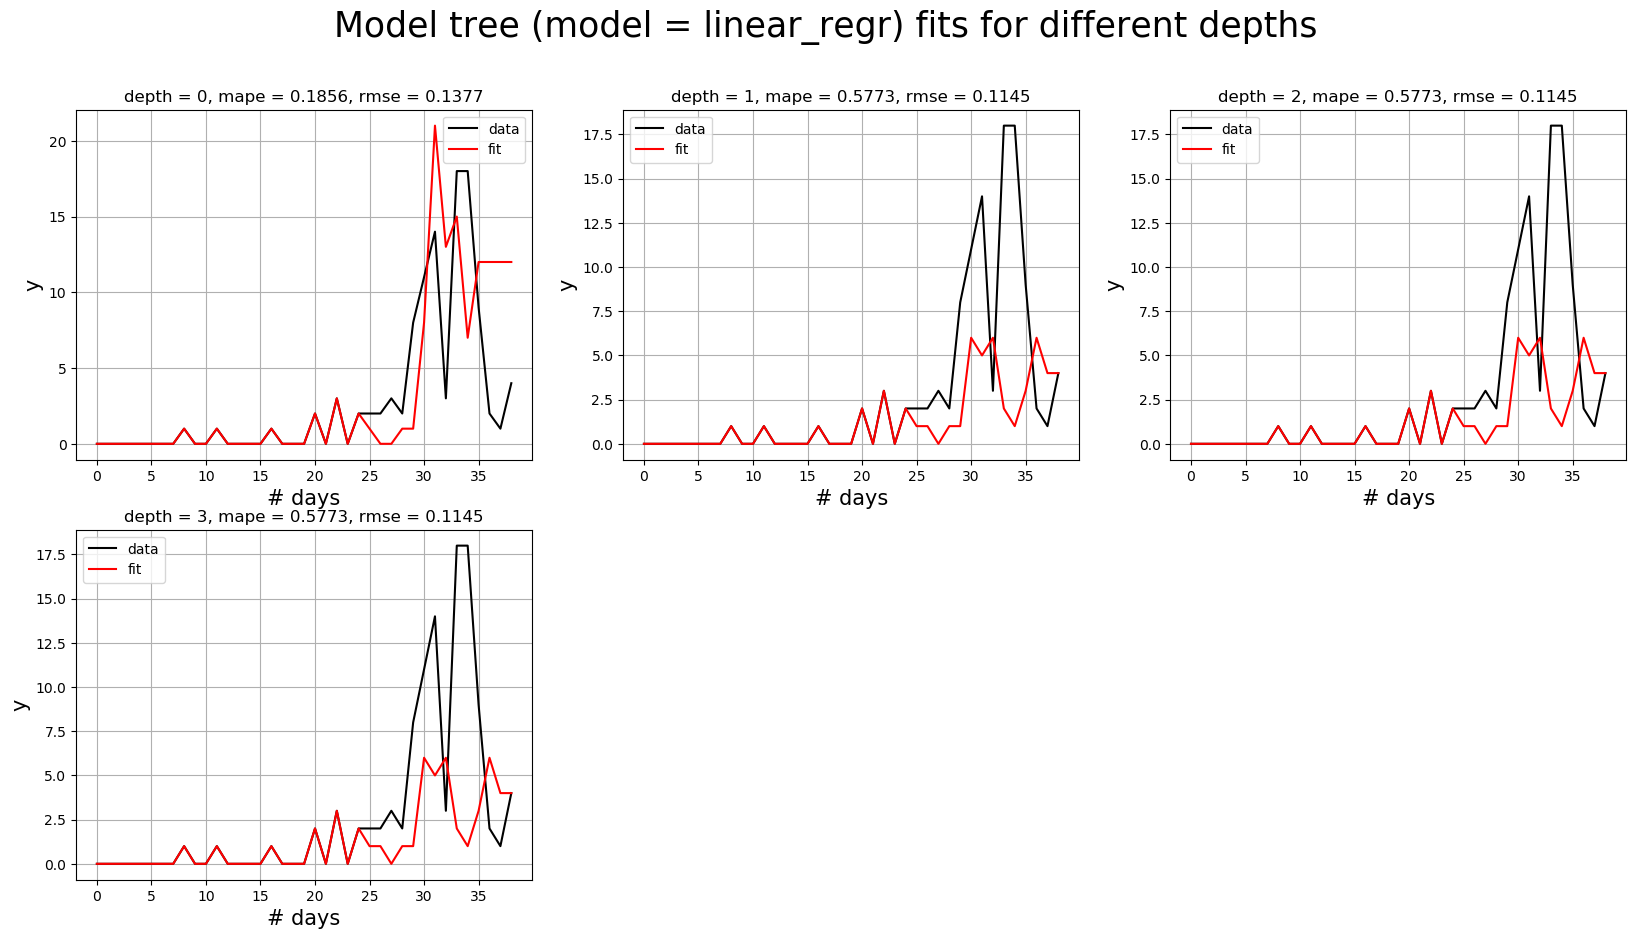 Model tree (model = linear_regr) fits for different depths
depth = 0, mape = 0.1856, rmse = 0.1377
data
fit
20
15
10
5
0
y
0 5 10 15 20 25 30 35
# days
depth = 1, mape = 0.5773, rmse = 0.1145
data
fit
17.5
15.0
12.5
10.0
7.5
5.0
2.5
0.0
y
0 5 10 15 20 25 30 35
# days
depth = 2, mape = 0.5773, rmse = 0.1145
data
fit
17.5
15.0
12.5
10.0
7.5
5.0
2.5
0.0
y
0 5 10 15 20 25 30 35
# days
depth = 3, mape = 0.5773, rmse = 0.1145
data
fit
17.5
15.0
12.5
10.0
7.5
5.0
2.5
0.0
y
0 5 10 15 20 25 30 35
# days